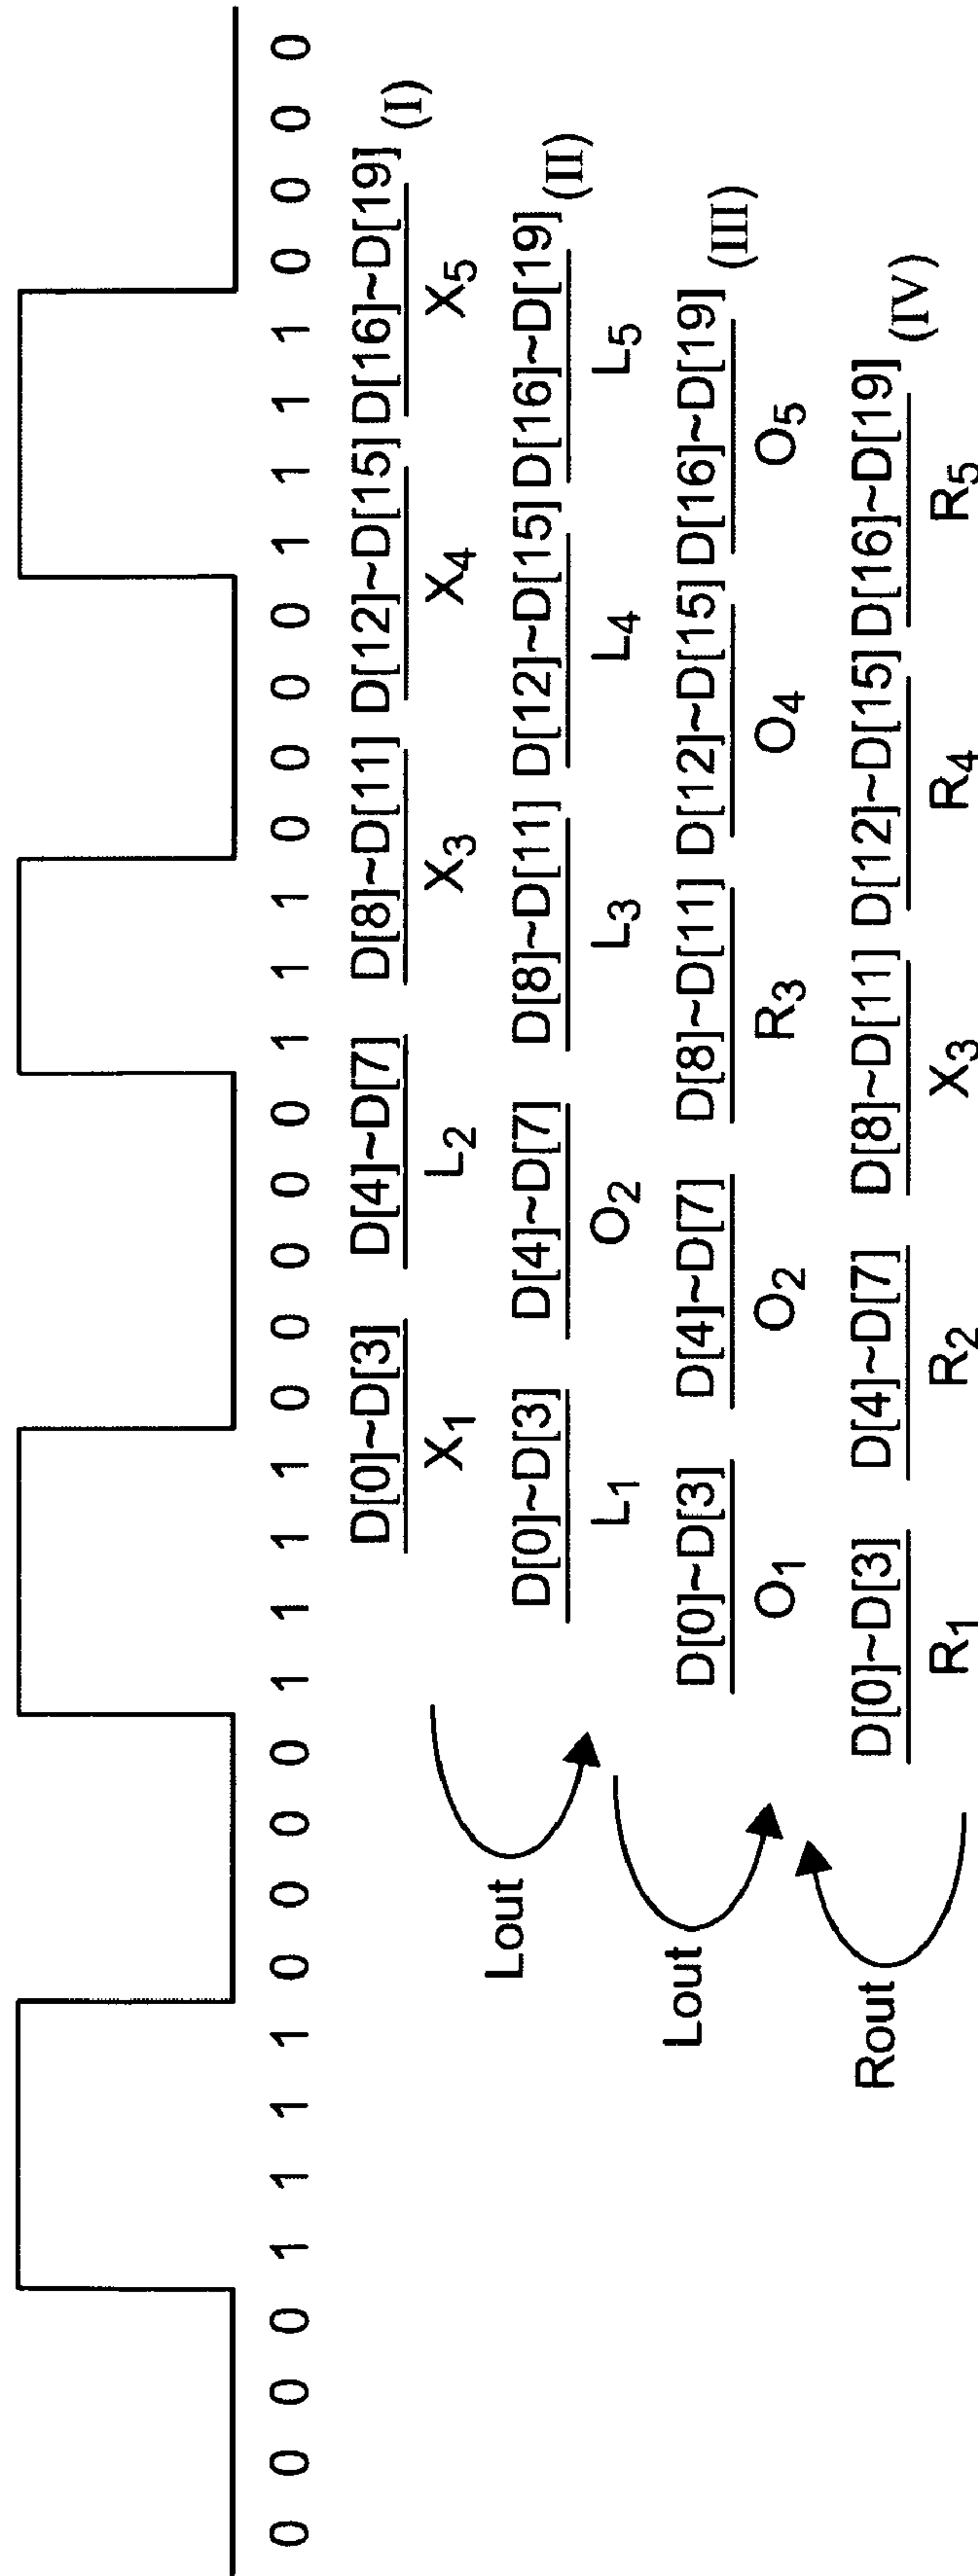 0 0 0 0 1 1 1 1 0 0 0 0 1 1 1 1 0 0 0 0 0 1 1 1 0 0 0 0 1 1 1 1 0 0 0 0
D[0]~D[3] D[4]~D[7] D[8]~D[11] D[12]~D[15] D[16]~D[19] (I)
X1 L2 X3 X4 X5
Lout
D[0]~D[3] D[4]~D[7] D[8]~D[11] D[12]~D[15] D[16]~D[19] (II)
L1 O2 L3 L4 L5
Lout
D[0]~D[3] D[4]~D[7] D[8]~D[11] D[12]~D[15] D[16]~D[19] (III)
O1 O2 R3 O4 O5
Rout
D[0]~D[3] D[4]~D[7] D[8]~D[11] D[12]~D[15] D[16]~D[19] (IV)
R1 R2 X3 R4 R5